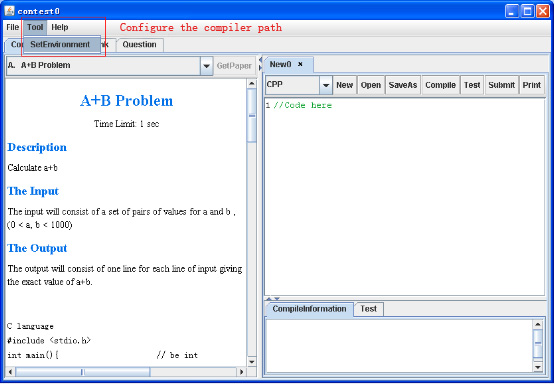 contest0
File Tool Help Configure the compiler path
SetEnvironment
Question
A. A+B Problem GetPaper
New0 ×
CPP New Open SaveAs Compile Test Submit Print
1 //Code here
A+B Problem
Time Limit: 1 sec
Description
Calculate a+b
The Input
The input will consist of a set of pairs of values for a and b ,
(0 < a, b < 1000)
The Output
The output will consist of one line for each line of input giving
the exact value of a+b.
C language
#include <stdio.h>
int main(){ // be int
CompileInformation Test